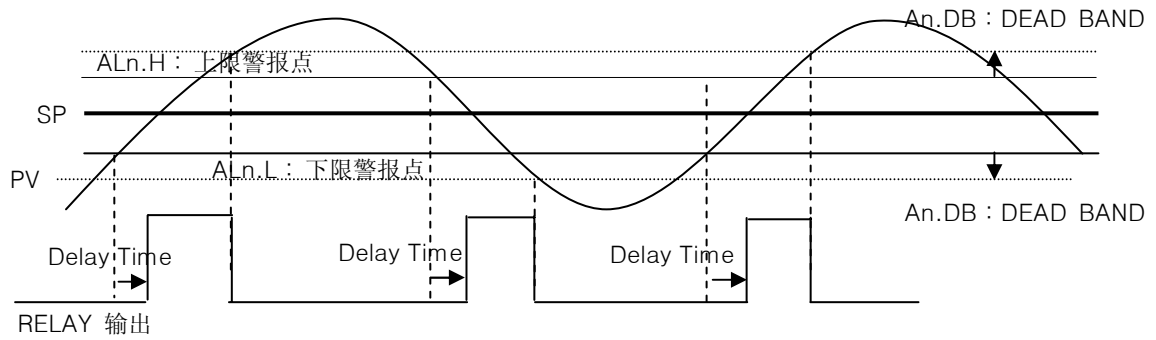 An.DB：DEAD BAND
ALn.H：上限警报点
SP
ALn.L：下限警报点
PV
An.DB：DEAD BAND
Delay Time
Delay Time
Delay Time
RELAY 输出